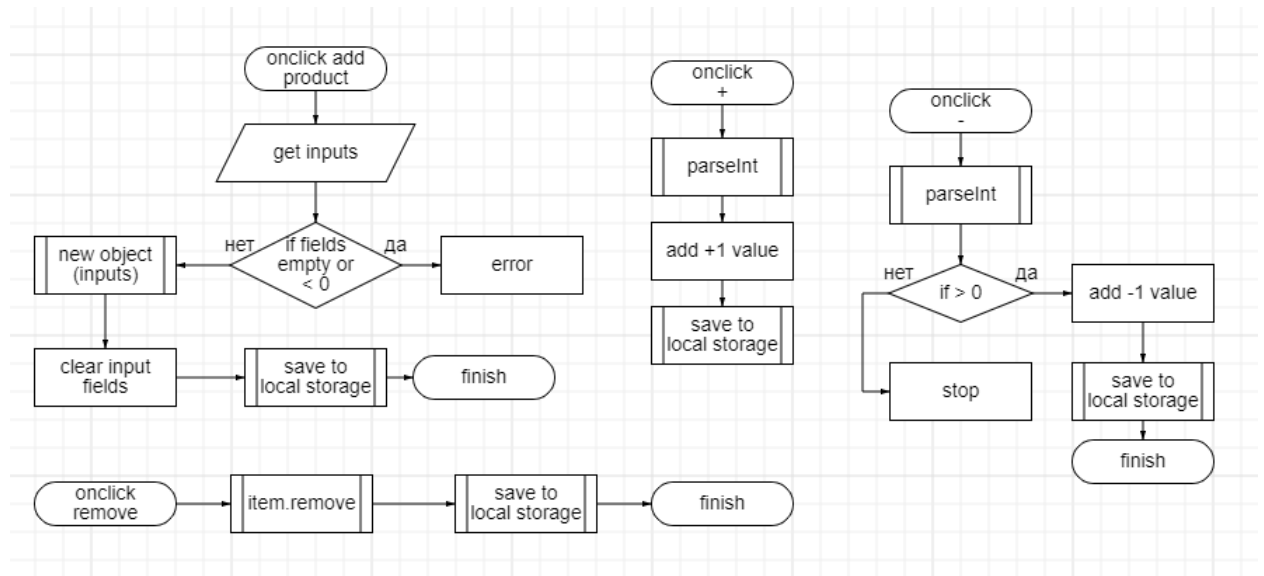 onclick add
product
get inputs
if fields
empty or
< 0
нет
да
new object
(inputs)
error
clear input
fields
save to
local storage
finish
onclick
+
parseInt
add +1 value
save to
local storage
onclick
-
parseInt
нет
if > 0
да
add -1 value
stop
save to
local storage
finish
onclick
remove
item.remove
save to
local storage
finish